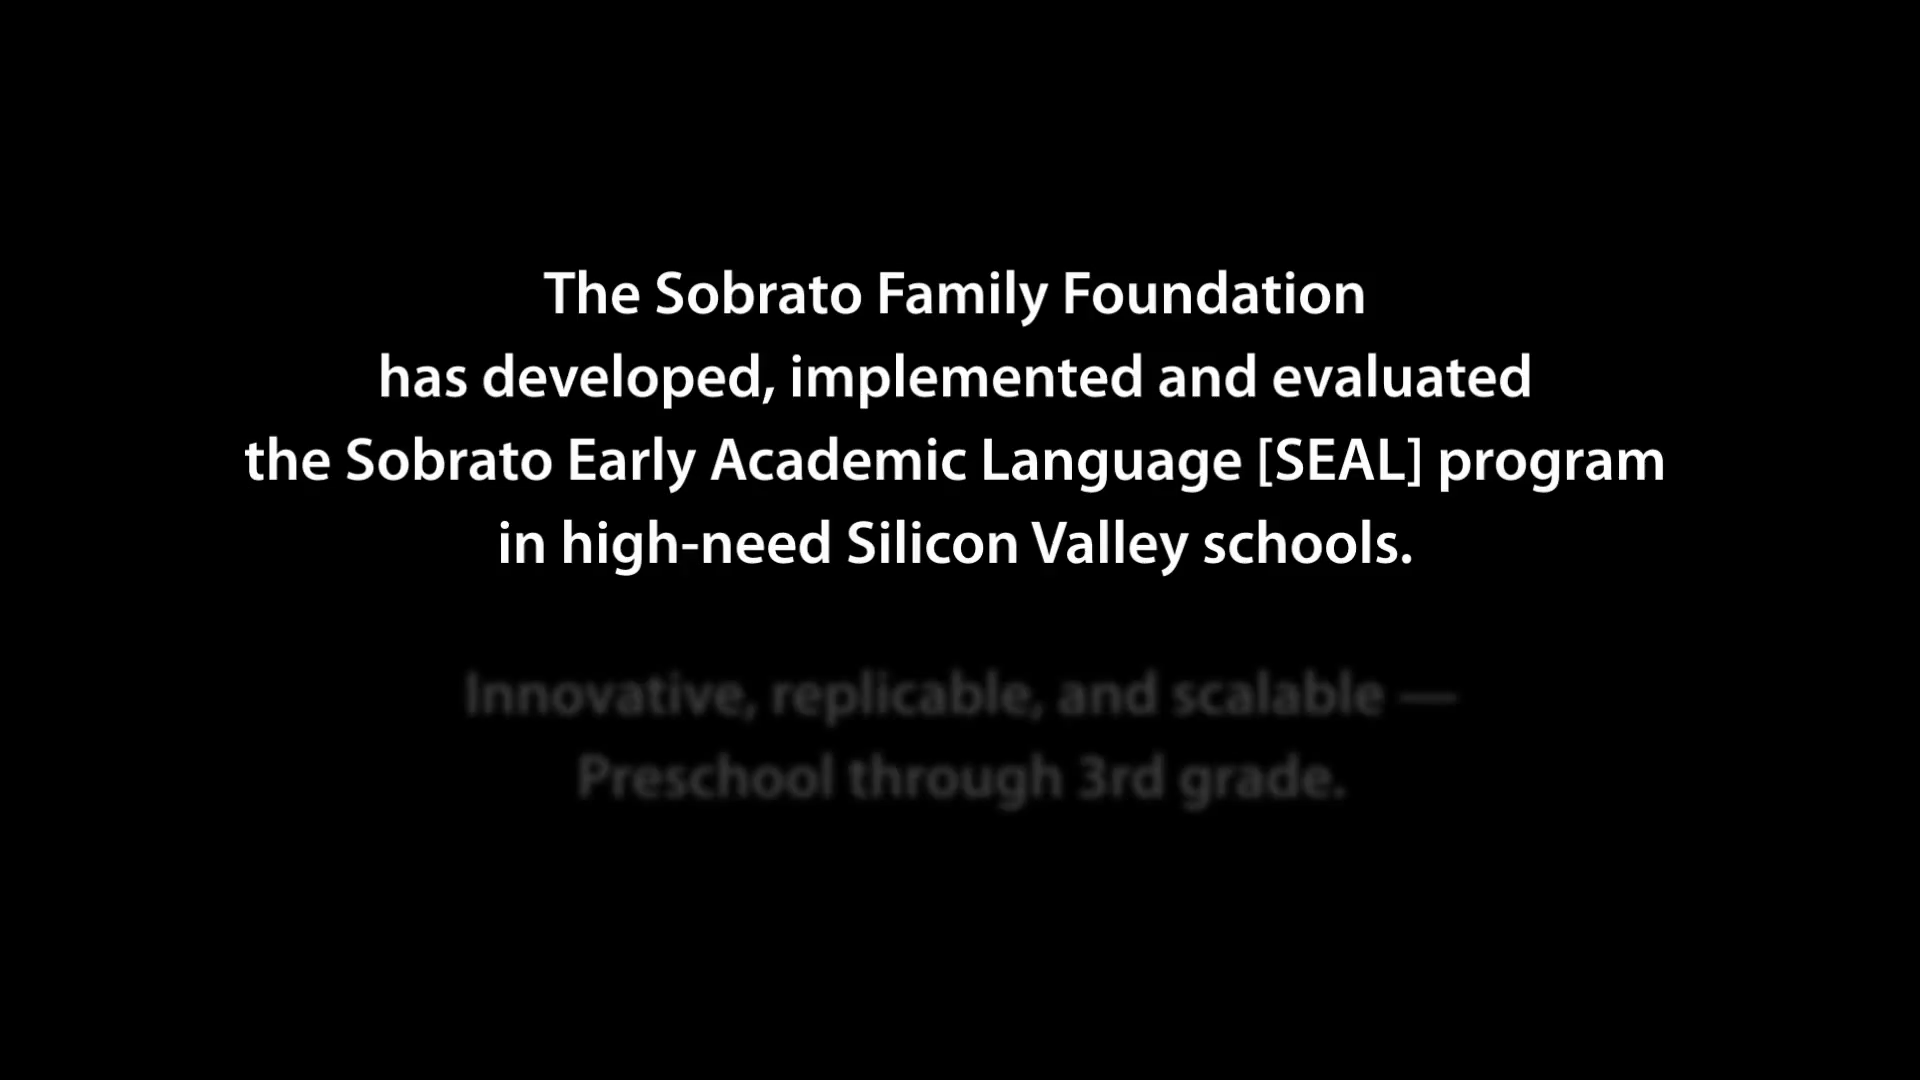 The Sobrato Family Foundation
has developed, implemented and evaluated
the Sobrato Early Academic Language [SEAL] program
in high-need Silicon Valley schools.
Innovative, replicable, and scalable —
Preschool through 3rd grade.